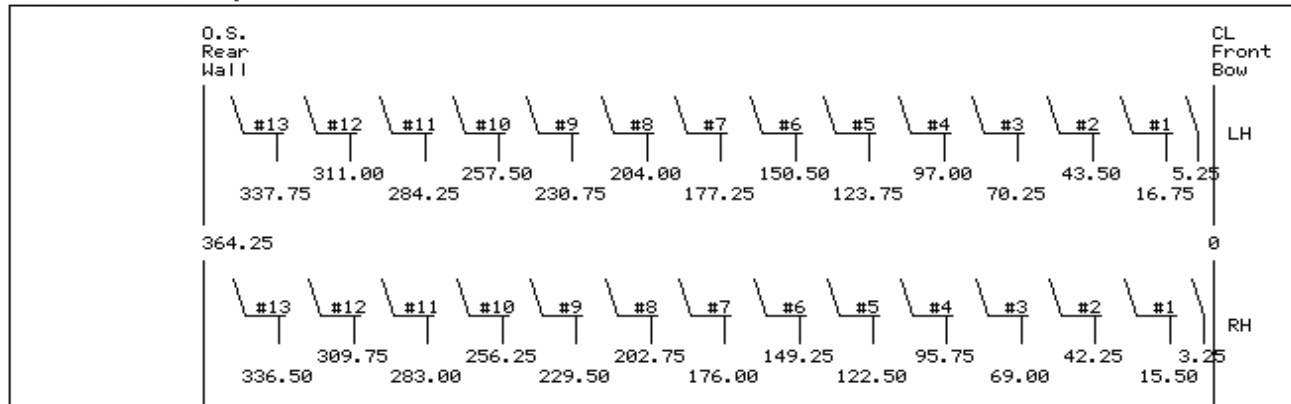 O.S.
Rear
Wall
CL
Front
Bow
#13 #12 #11 #10 #9 #8 #7 #6 #5 #4 #3 #2 #1 LH
311.00 257.50 204.00 150.50 97.00 43.50 5.25
337.75 284.25 230.75 177.25 123.75 70.25 16.75
364.25 0
#13 #12 #11 #10 #9 #8 #7 #6 #5 #4 #3 #2 #1 RH
309.75 256.25 202.75 149.25 95.75 42.25 3.25
336.50 283.00 229.50 176.00 122.50 69.00 15.50